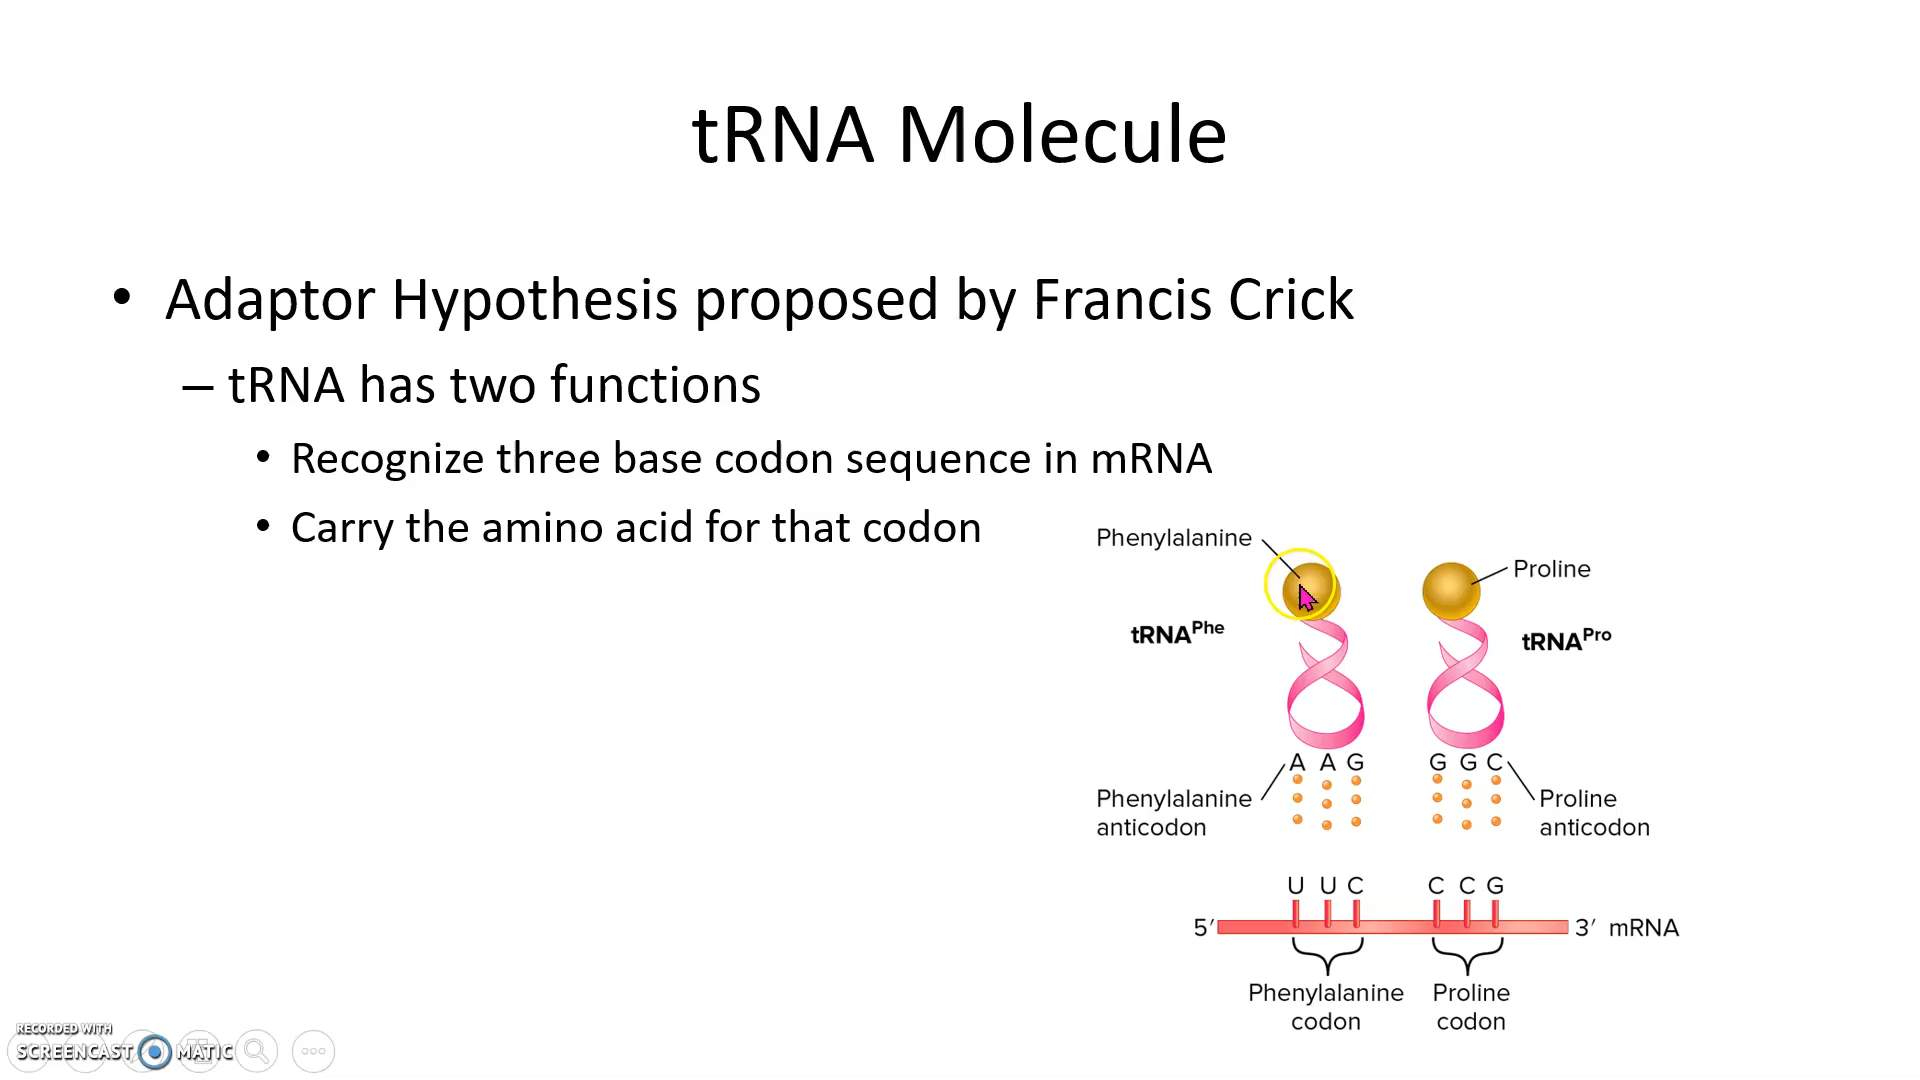 tRNA Molecule
• Adaptor Hypothesis proposed by Francis Crick
– tRNA has two functions
• Recognize three base codon sequence in mRNA
• Carry the amino acid for that codon
Phenylalanine
Proline
tRNAPhe
tRNAPro
A A G
G G C
Phenylalanine
anticodon
Proline
anticodon
U U C
C C G
5′
3′ mRNA
Phenylalanine
codon
Proline
codon
RECORDED WITH
SCREENCAST MATIC